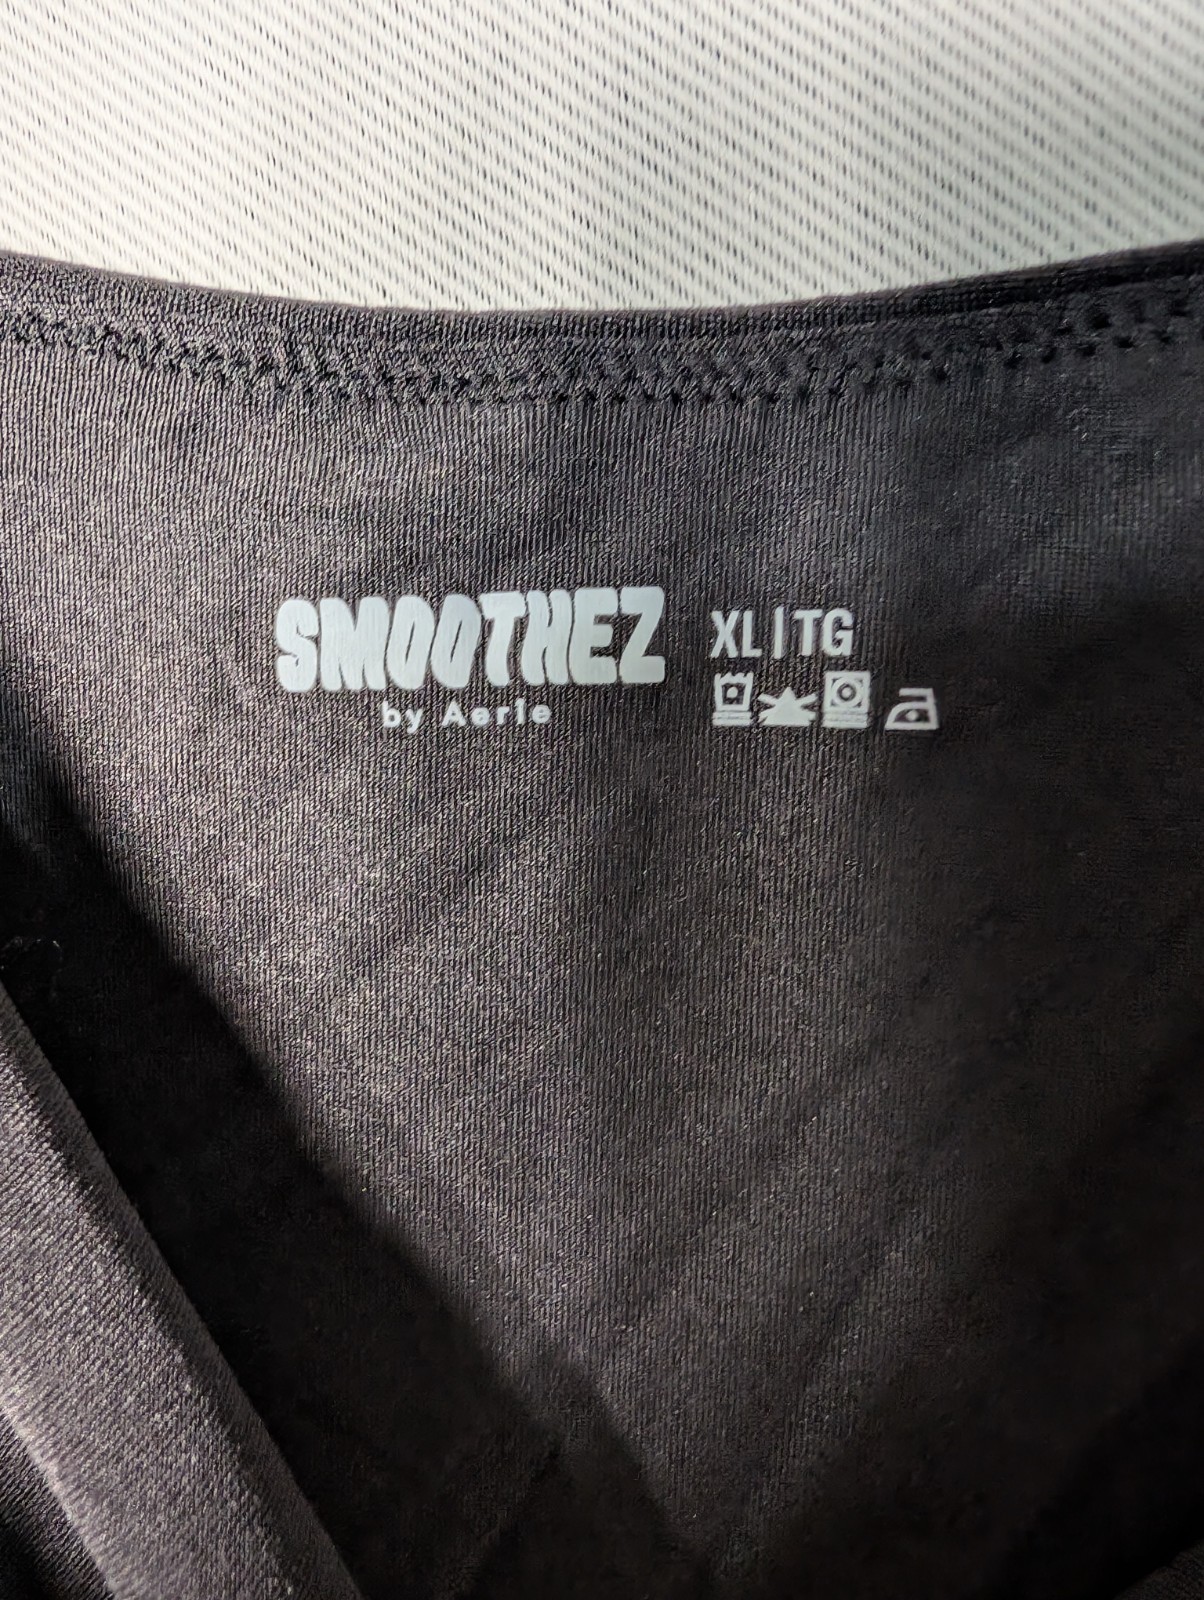 SMOOTHEZ
by Aerie
XL | TG